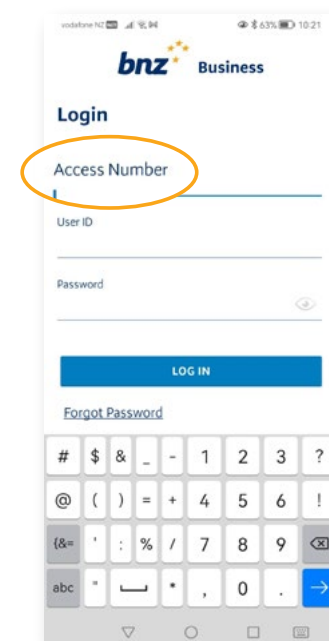 vodafone NZ 63% 10:21
bnz Business
Login
Access Number
User ID
Password
LOG IN
Forgot Password
# $ & _ - 1 2 3 ?
@ ( ) = + 4 5 6 !
{&= ' : % / 7 8 9
abc " * , 0 .